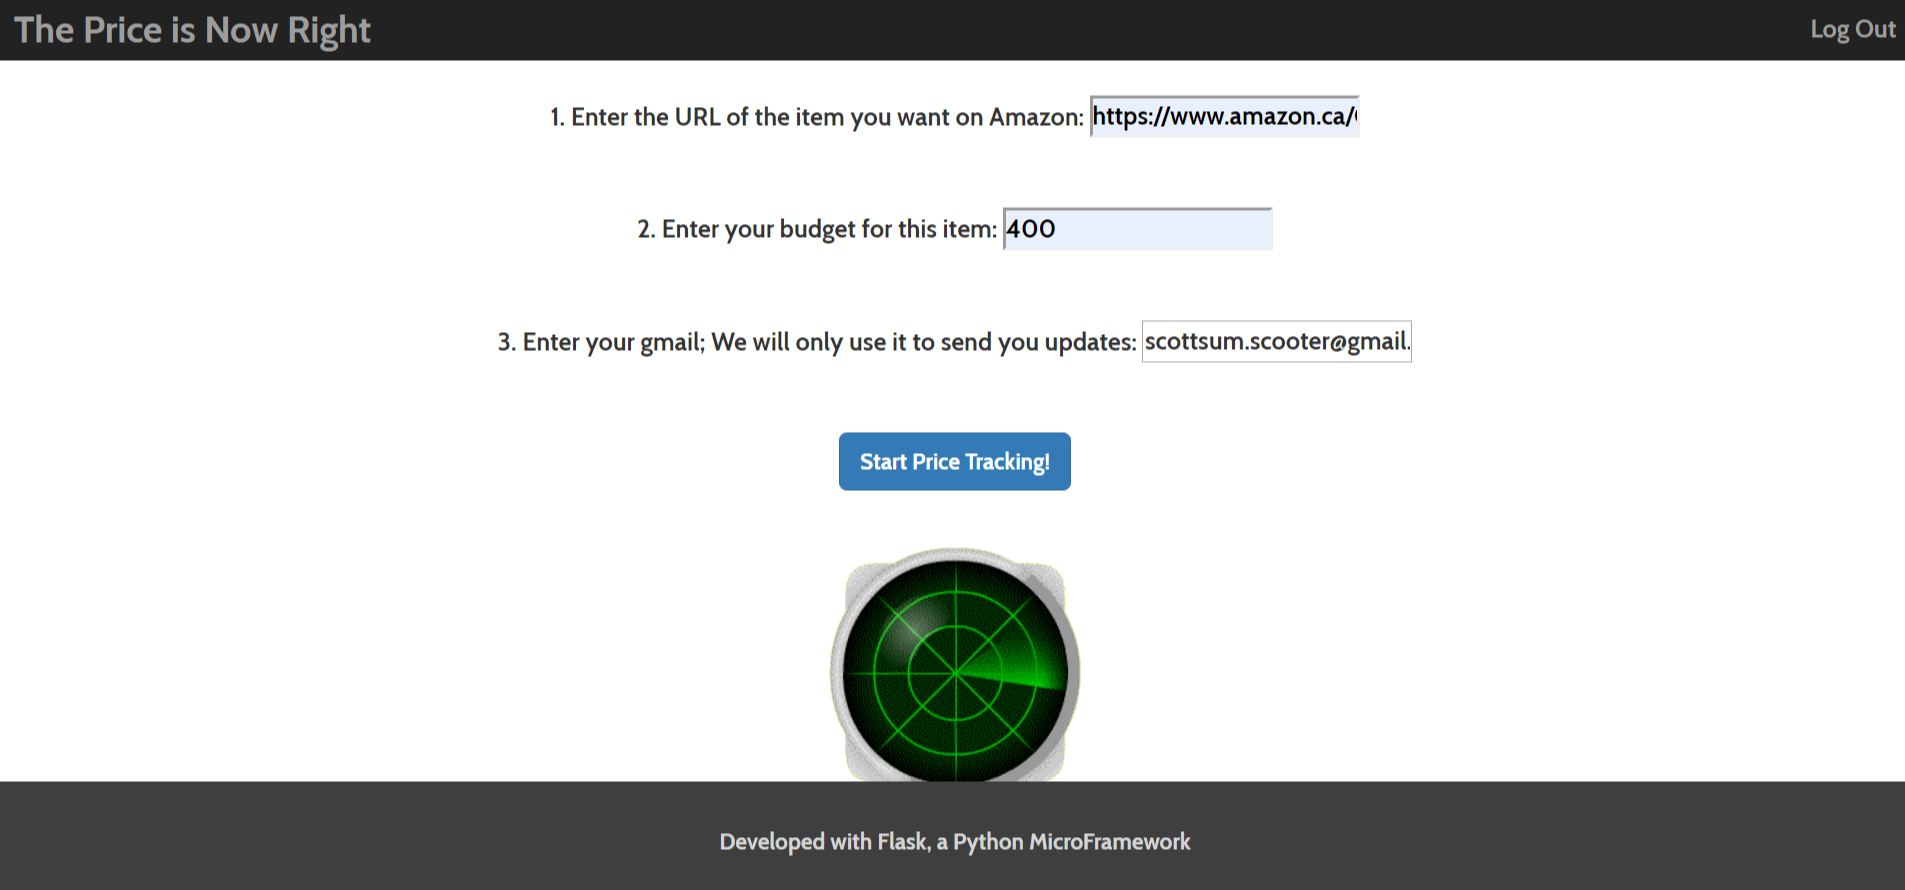 The Price is Now Right
Log Out
1. Enter the URL of the item you want on Amazon: https://www.amazon.ca/
2. Enter your budget for this item: 400
3. Enter your gmail; We will only use it to send you updates: scottsum.scooter@gmail.
Start Price Tracking!
Developed with Flask, a Python MicroFramework